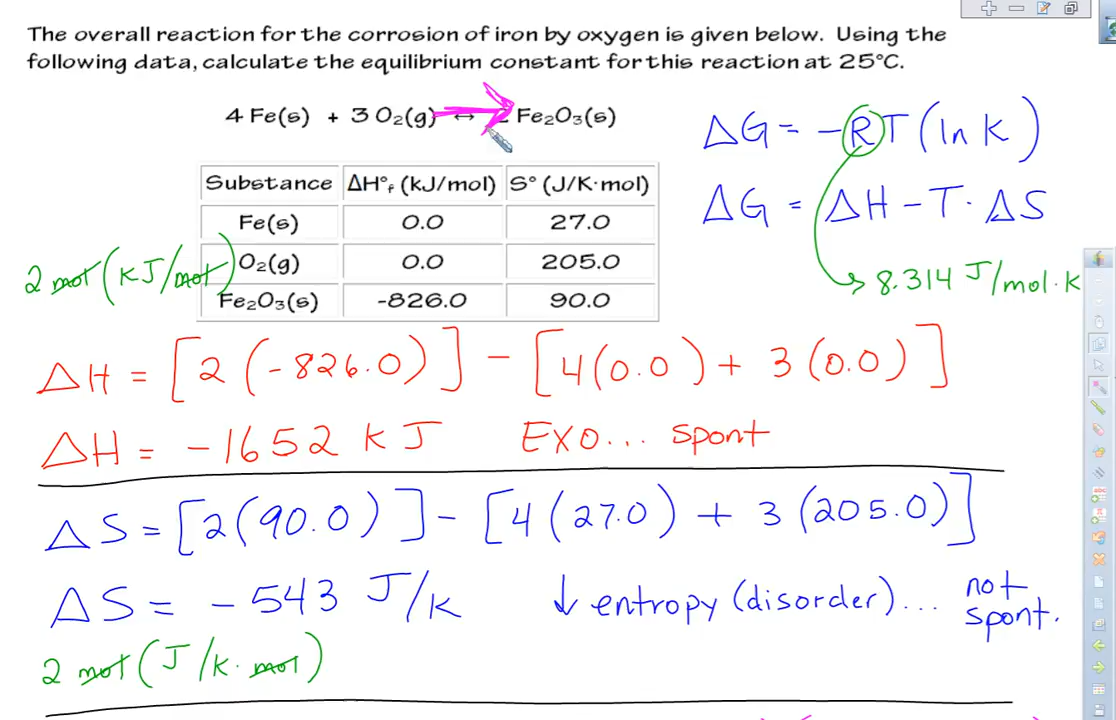 The overall reaction for the corrosion of iron by oxygen is given below. Using the
following data, calculate the equilibrium constant for this reaction at 25°C.
4 Fe(s) + 3 O₂(g) ↔ Fe₂O₃(s)
ΔG = -RT (ln K)
Substance ΔH°f (kJ/mol) S° (J/K·mol)
ΔG = ΔH - T · ΔS
Fe(s) 0.0 27.0
O₂(g) 0.0 205.0
2 mol (KJ/mol)
8.314 J/mol·K
Fe₂O₃(s) -826.0 90.0
ΔH = [2 (-826.0)] - [4(0.0) + 3 (0.0)]
ΔH = -1652 KJ EXO... spont
ΔS = [2(90.0)] - [4(27.0) + 3 (205.0)]
ΔS = -543 J/K ↓ entropy (disorder)... not spont.
2 mol (J/K·mol)